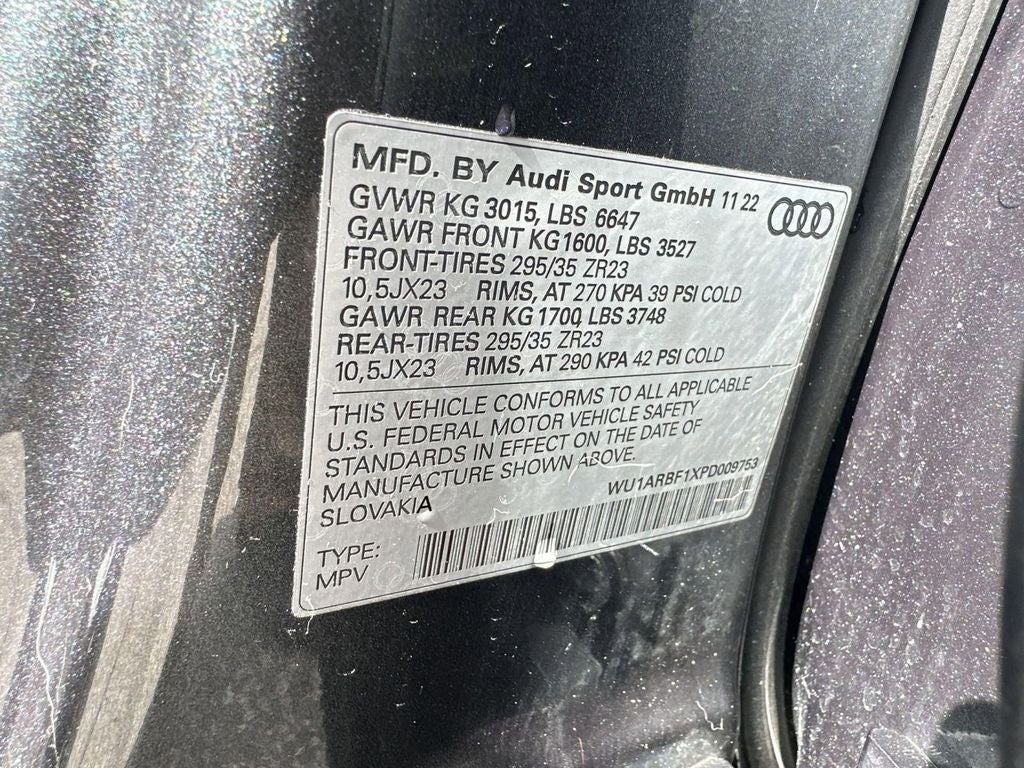 MFD. BY Audi Sport GmbH 11 22
GVWR KG 3015, LBS 6647
GAWR FRONT KG1600, LBS 3527
FRONT-TIRES 295/35 ZR23
10,5JX23 RIMS, AT 270 KPA 39 PSI COLD
GAWR REAR KG 1700, LBS 3748
REAR-TIRES 295/35 ZR23
10,5JX23 RIMS, AT 290 KPA 42 PSI COLD
THIS VEHICLE CONFORMS TO ALL APPLICABLE
U.S. FEDERAL MOTOR VEHICLE SAFETY
STANDARDS IN EFFECT ON THE DATE OF
MANUFACTURE SHOWN ABOVE.
SLOVAKIA
WU1ARBF1XPD009753
TYPE:
MPV